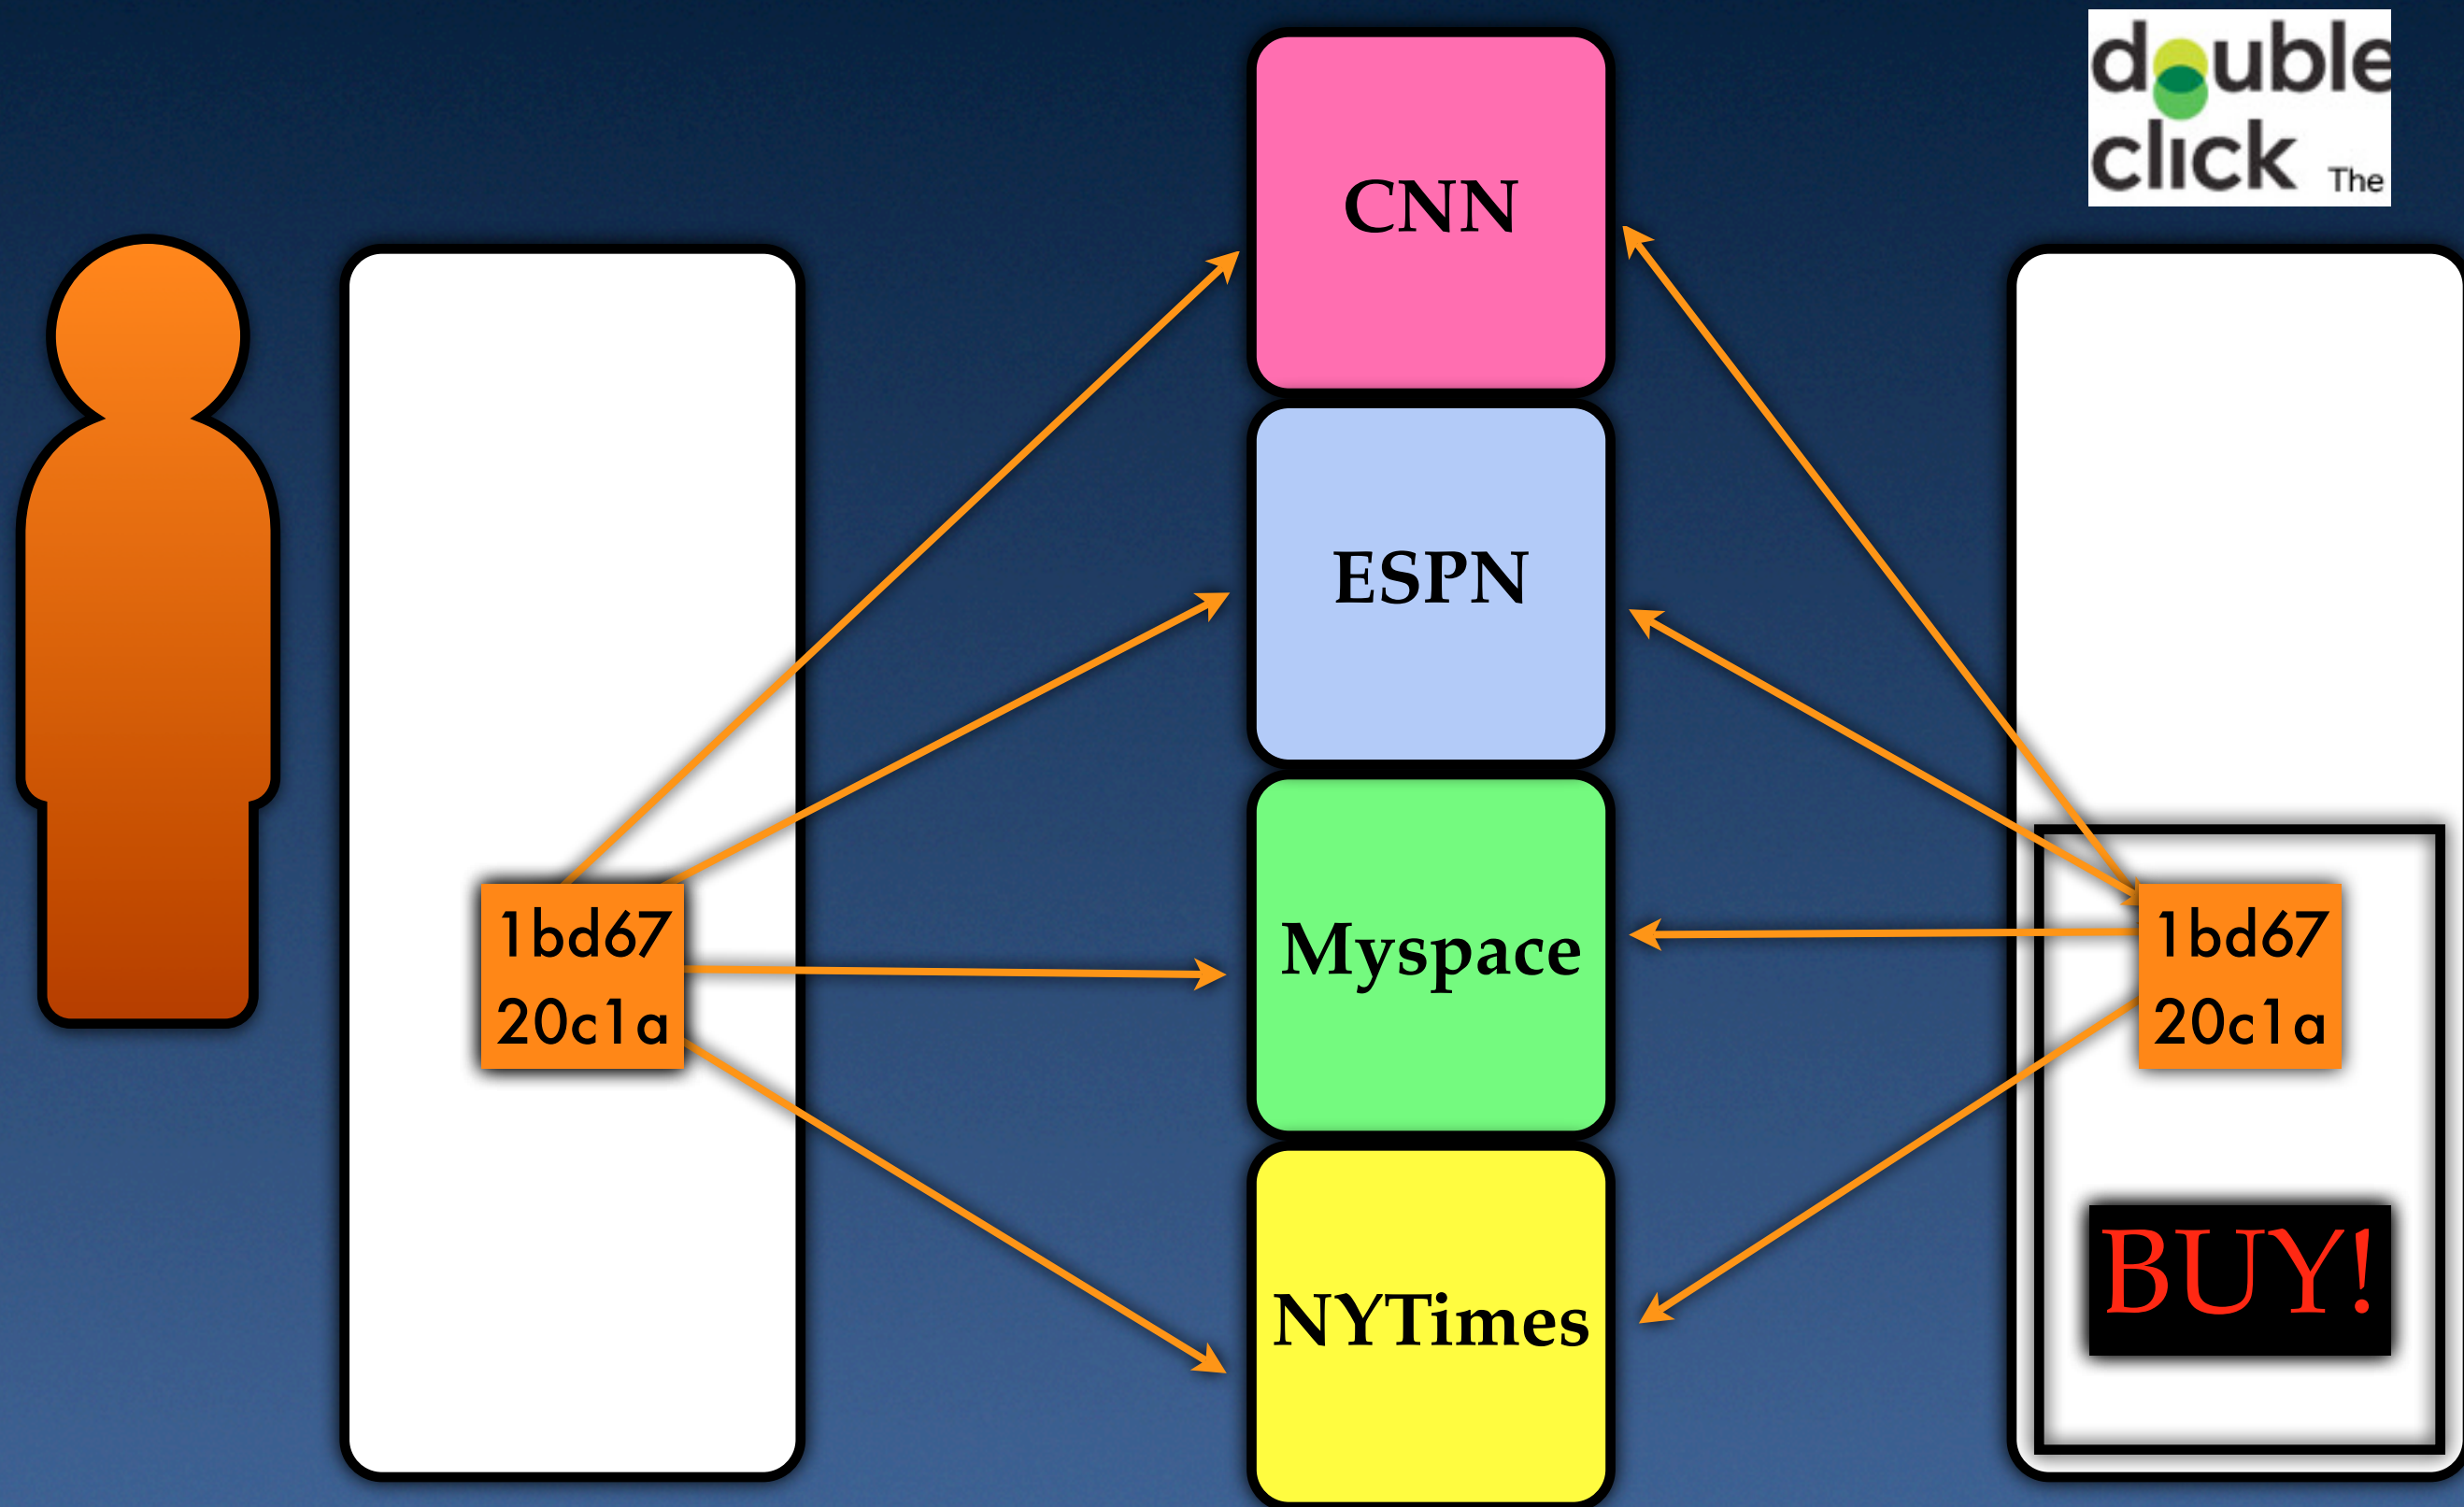 double
click The
CNN
ESPN
Myspace
NYTimes
1bd67
20c1a
1bd67
20c1a
BUY!